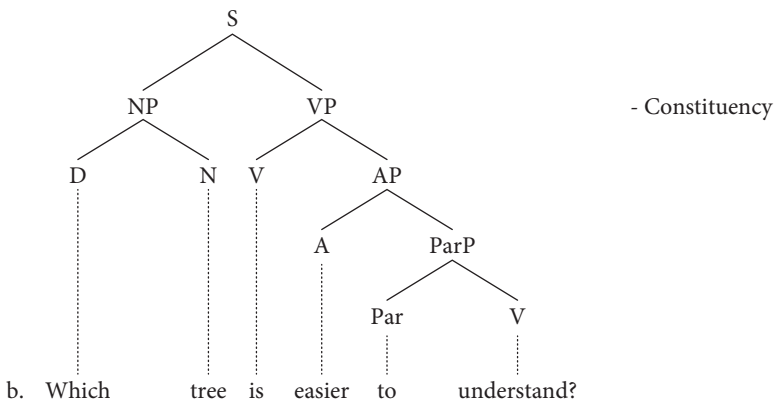 S
NP VP - Constituency
D N V AP
A ParP
Par V
b. Which tree is easier to understand?